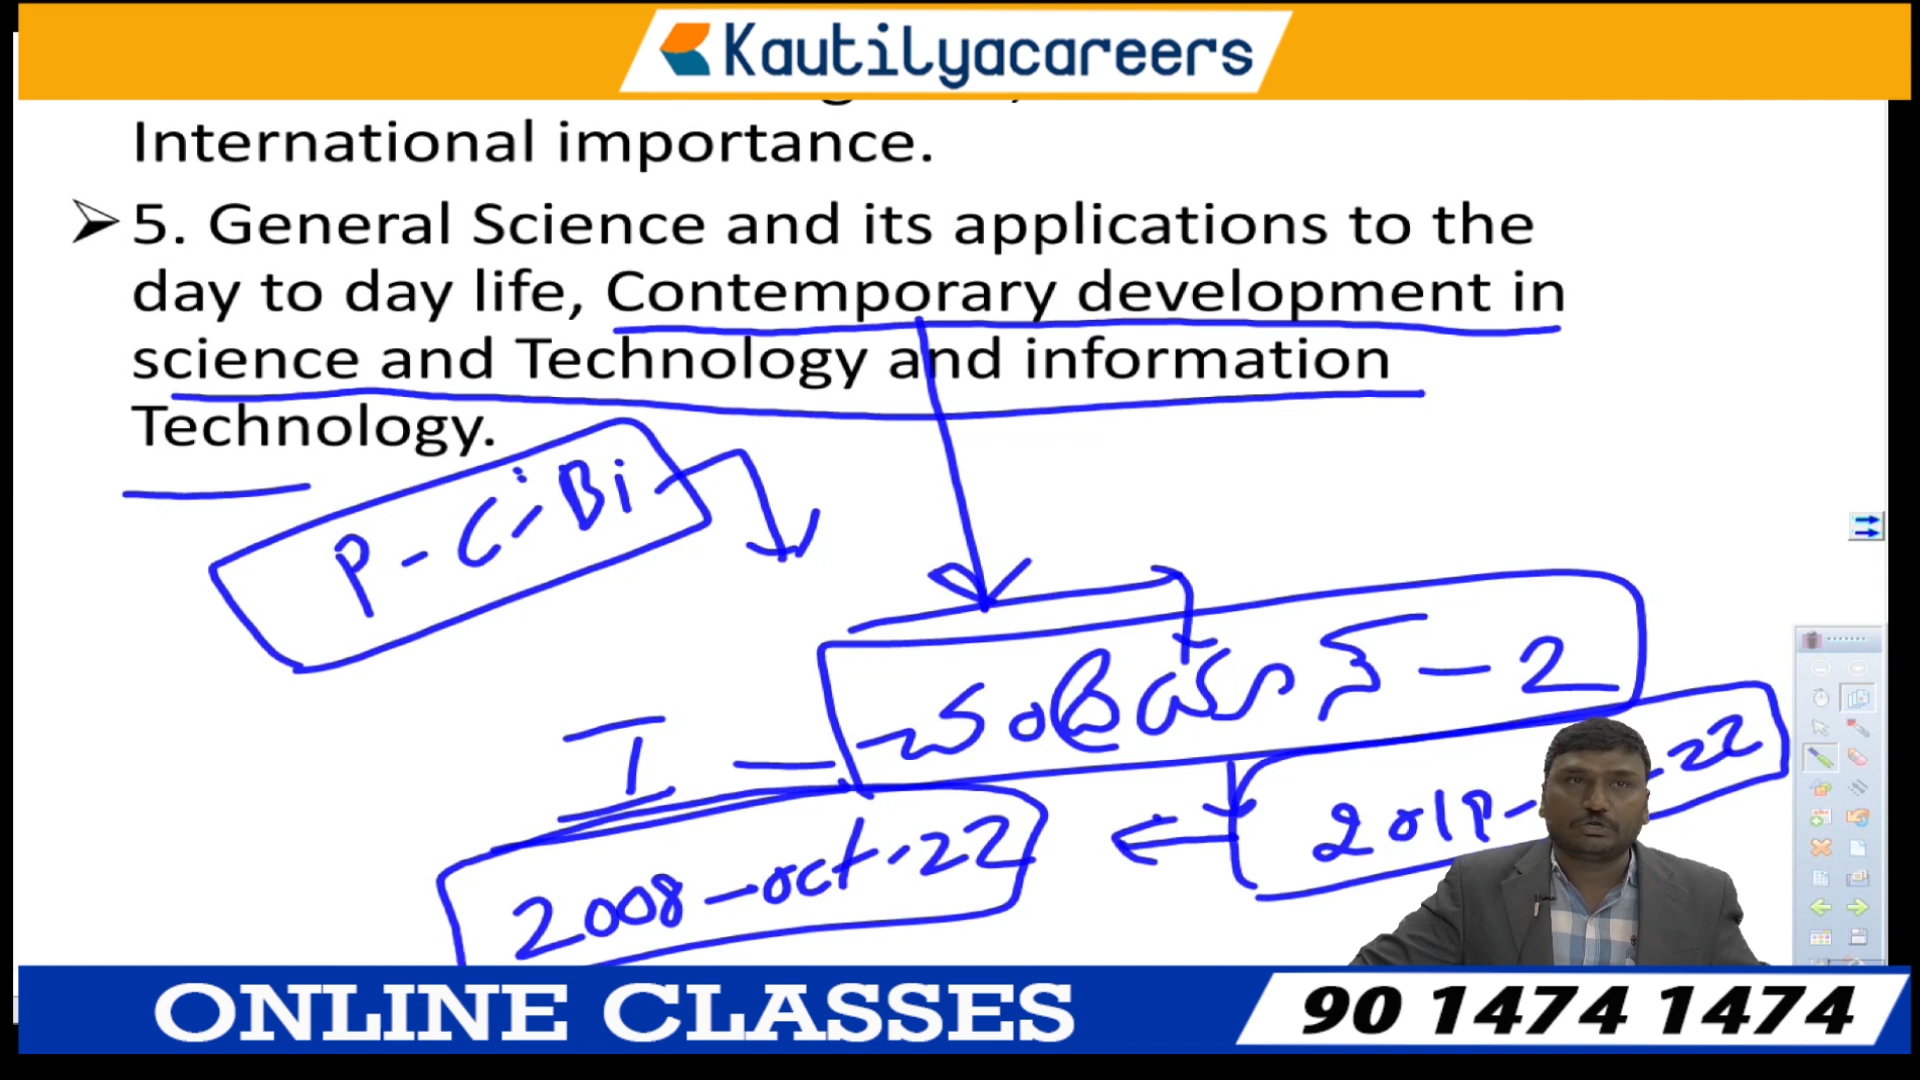 Kautilyacareers
International importance.
➢ 5. General Science and its applications to the
day to day life, Contemporary development in
science and Technology and information
Technology.
P-C-Bi
- 2
I -
22
2008-oct-22
ONLINE CLASSES
90 1474 1474